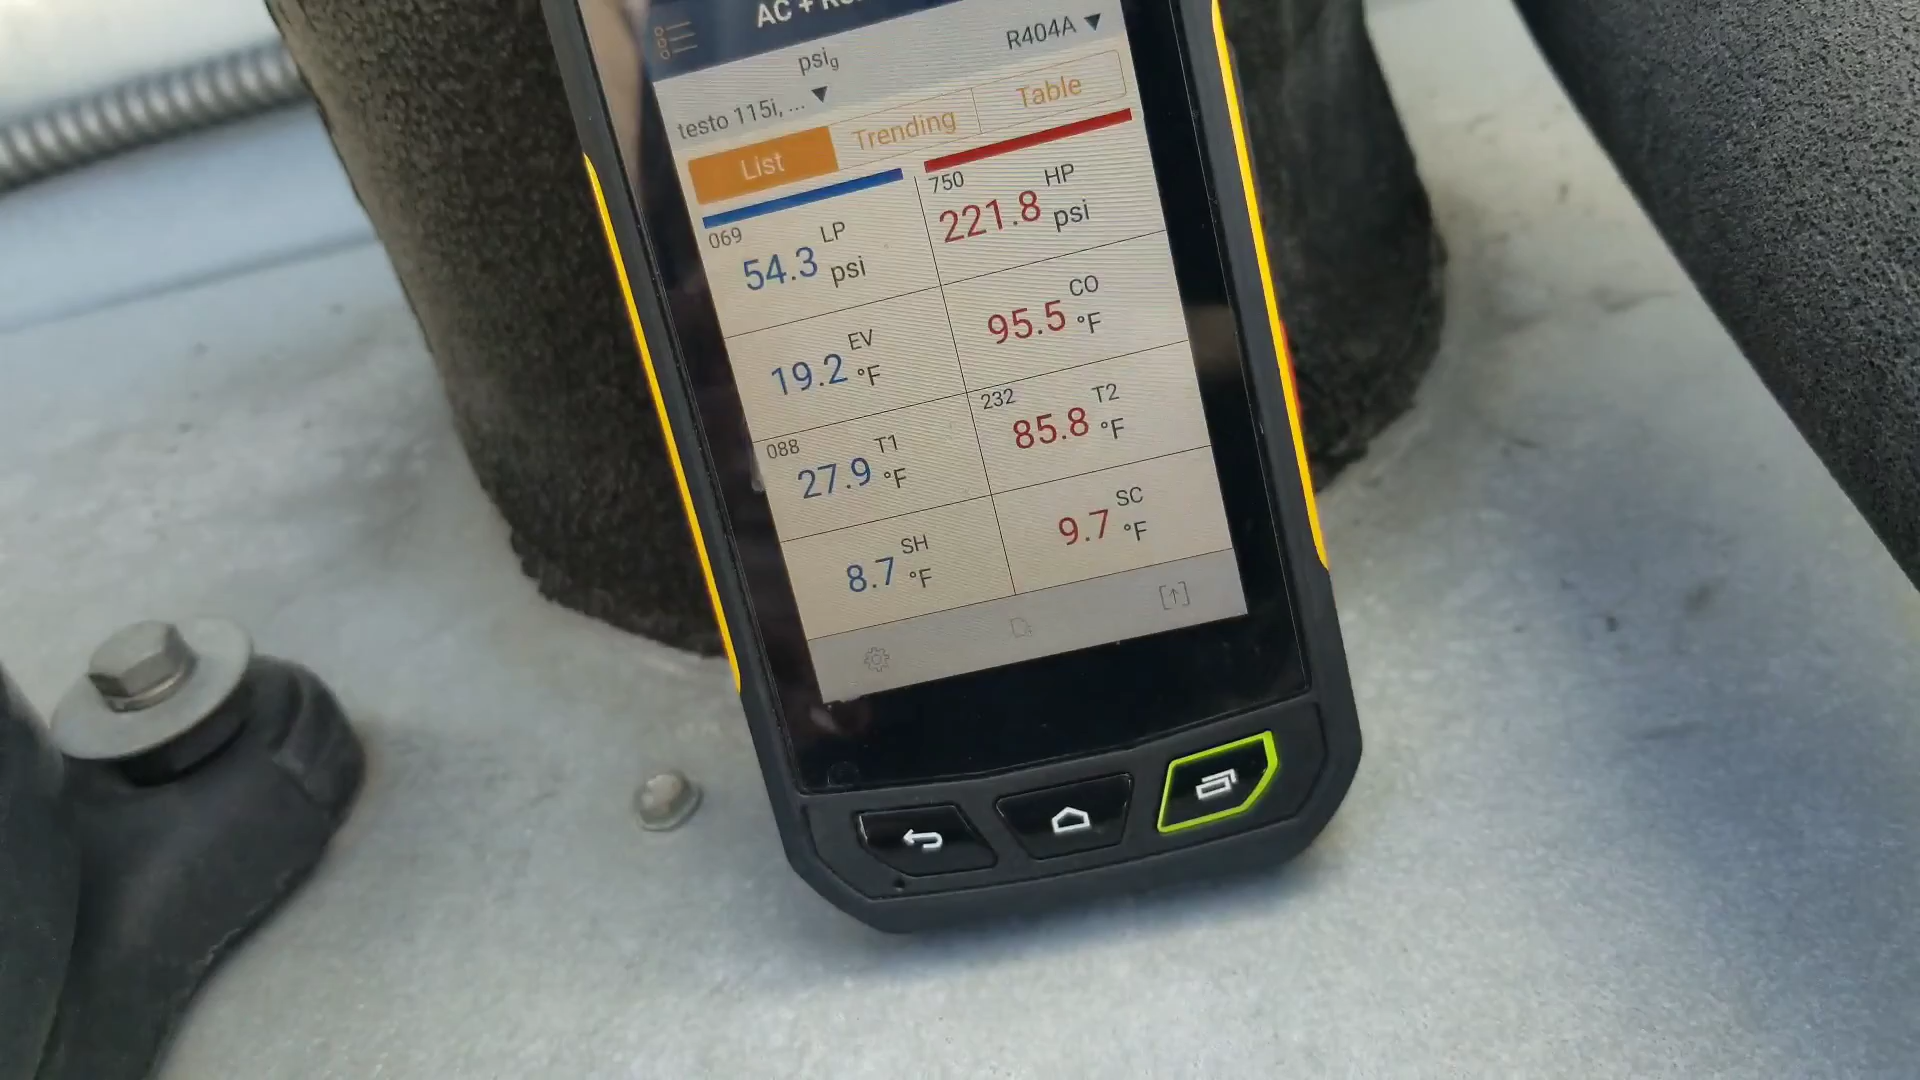 AC +
psig
R404A
testo 115i, ...
List
Trending
Table
069
LP
54.3 psi
750
HP
221.8 psi
EV
19.2 °F
CO
95.5 °F
088
T1
27.9 °F
232
T2
85.8 °F
SH
8.7 °F
SC
9.7 °F